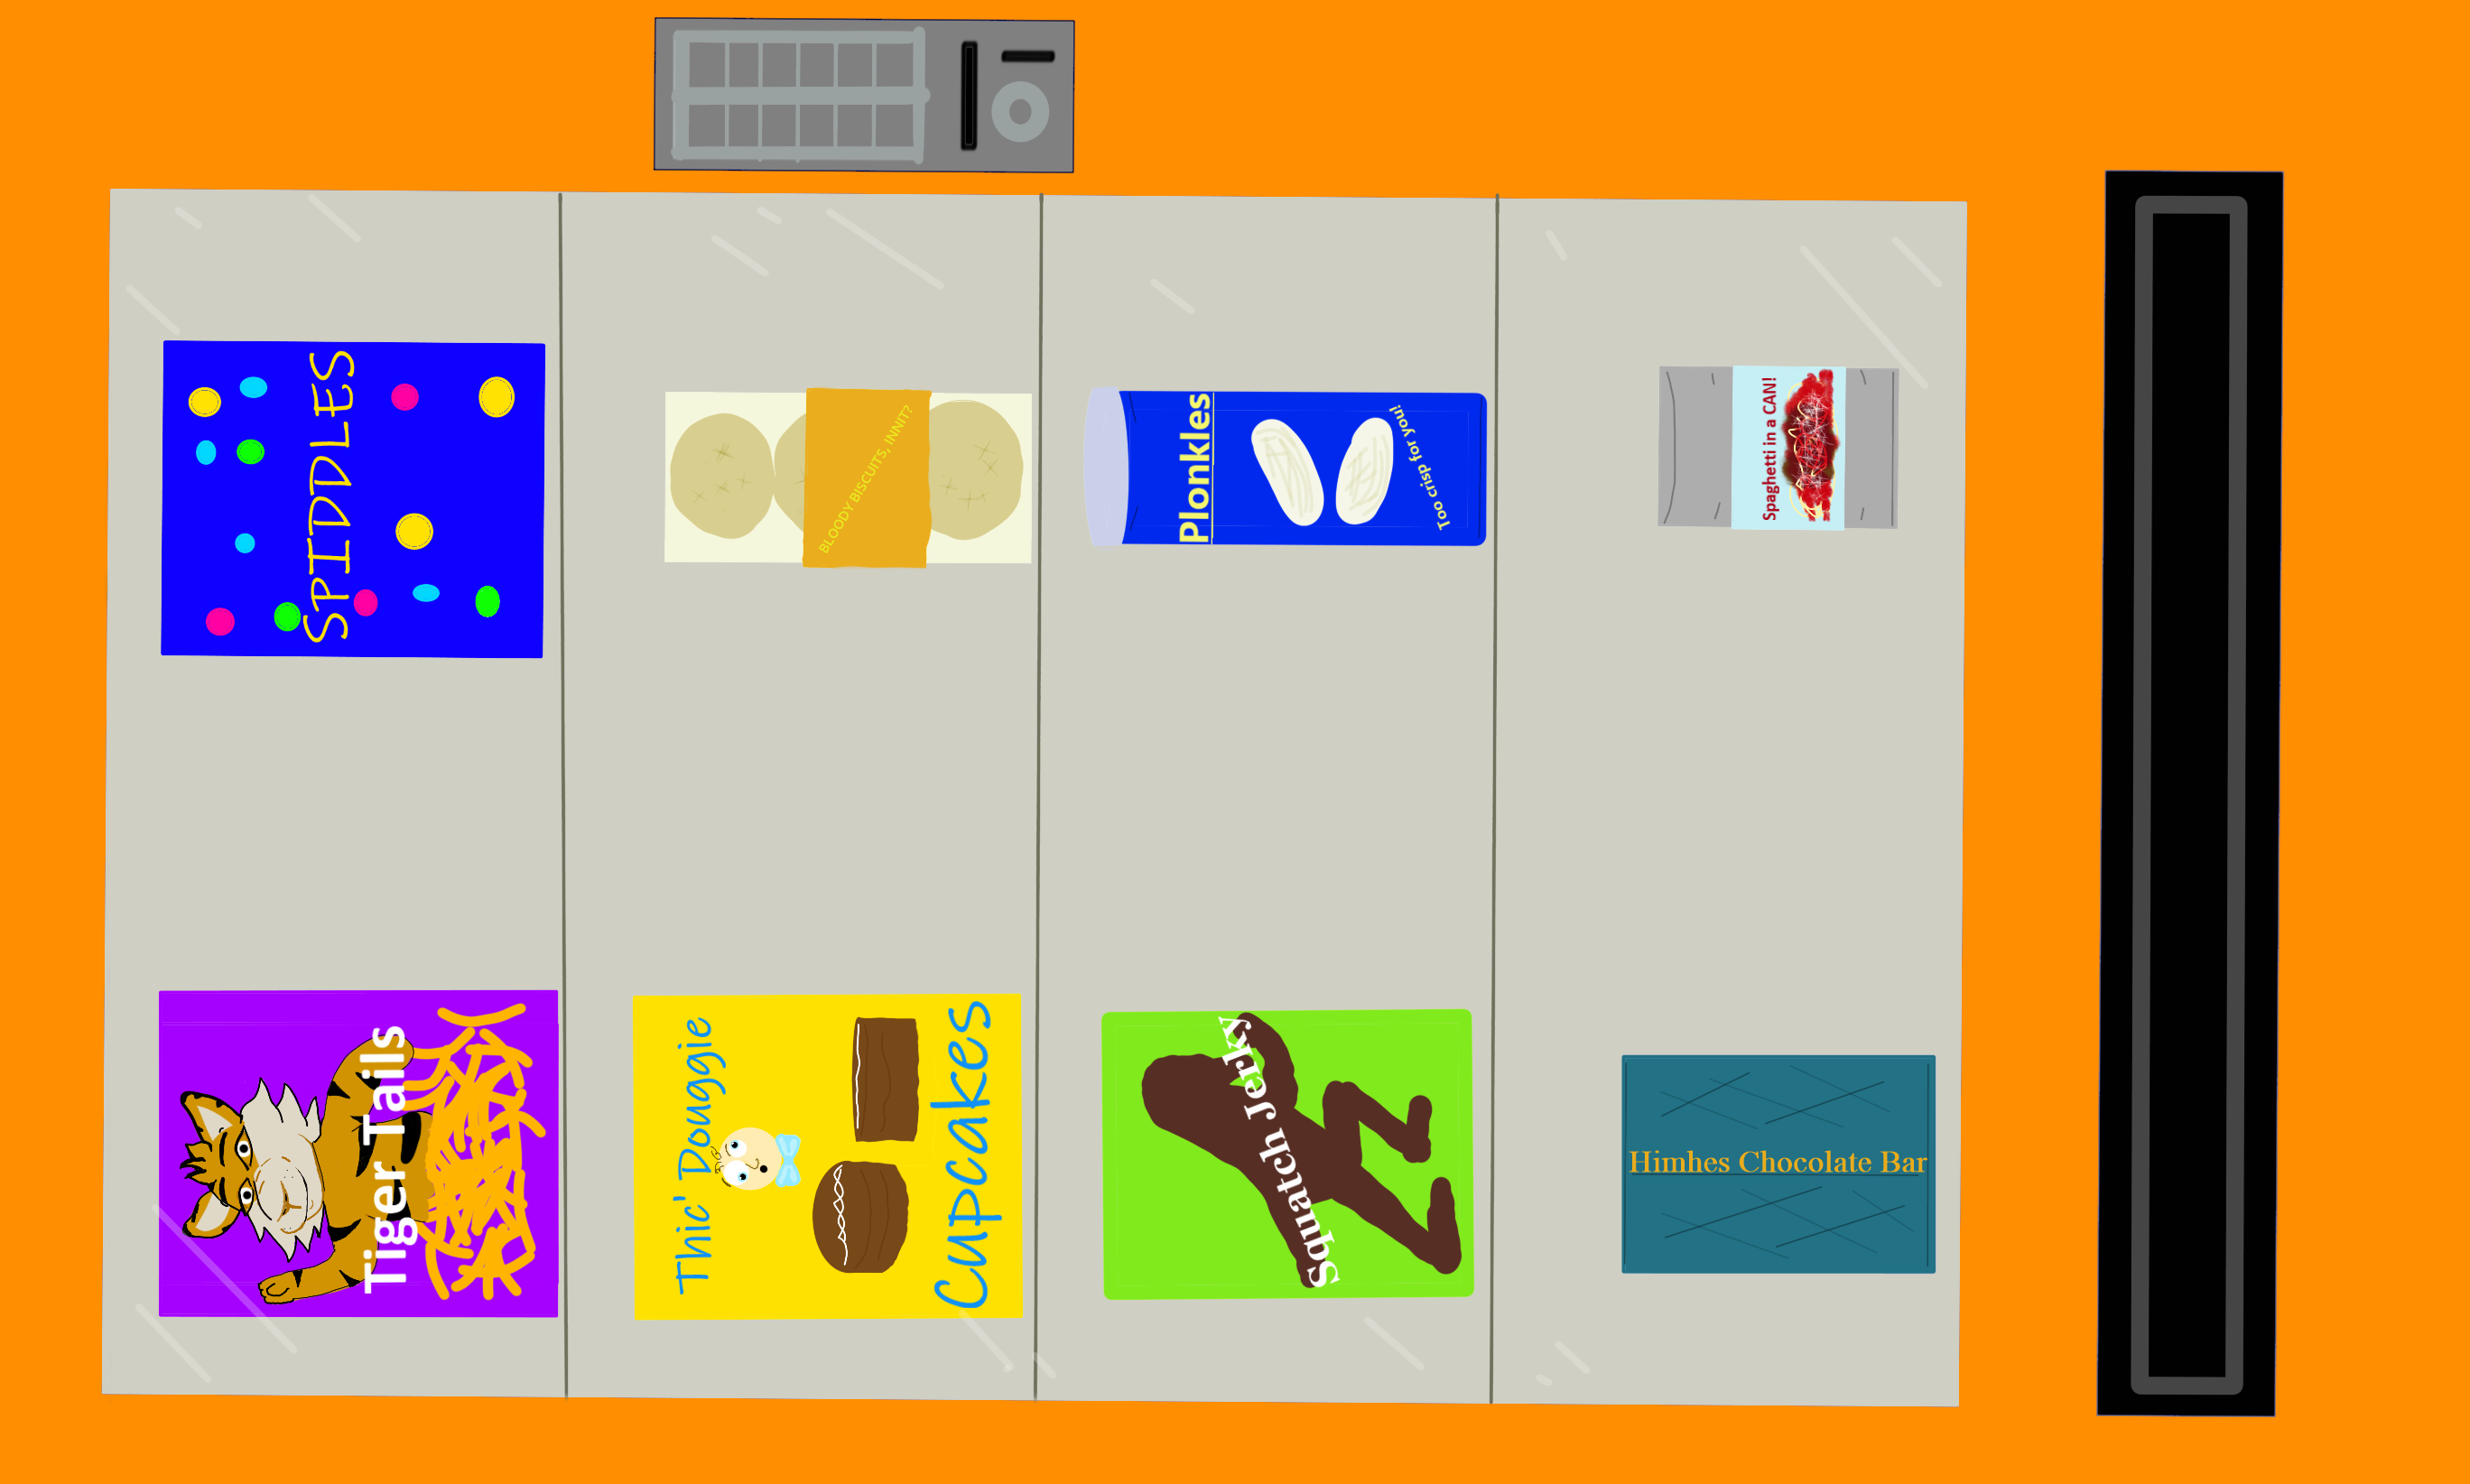 Tiger Tails
SPIDDLES
Thic' Douggie
Cupcakes
BLOODY BISCUITS, INNIT?
Squatch Jerky
Plonkles
Too crisp for you!
Himhes Chocolate Bar
Spaghetti in a CAN!